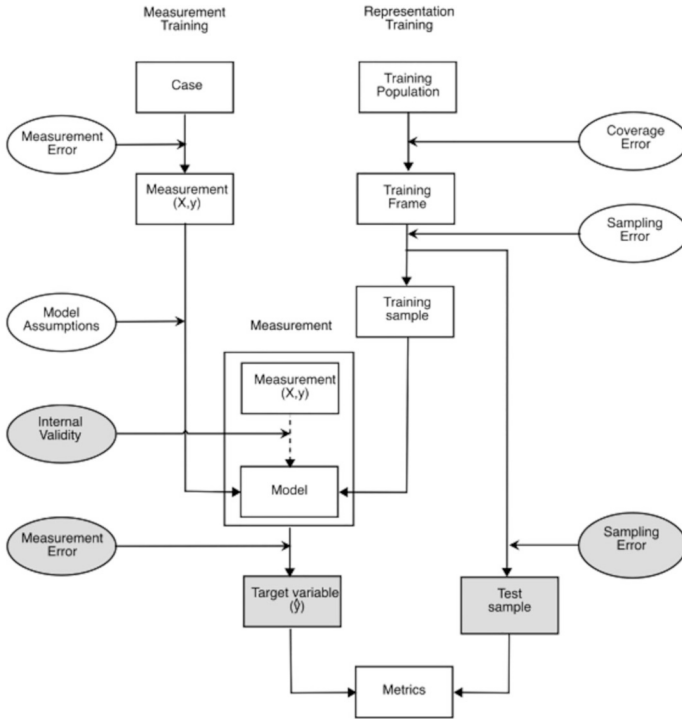 Measurement
Training
Representation
Training
Case
Training
Population
Measurement
Error
Coverage
Error
Measurement
(X,y)
Training
Frame
Sampling
Error
Model
Assumptions
Training
sample
Measurement
Measurement
(X,y)
Internal
Validity
Model
Measurement
Error
Sampling
Error
Target variable
(ŷ)
Test
sample
Metrics